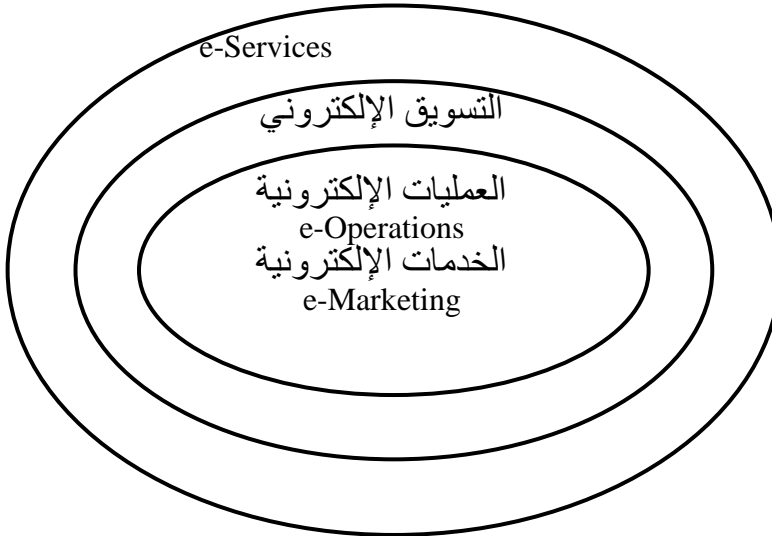 e-Services
التسويق الإلكتروني
العمليات الإلكترونية
e-Operations
الخدمات الإلكترونية
e-Marketing